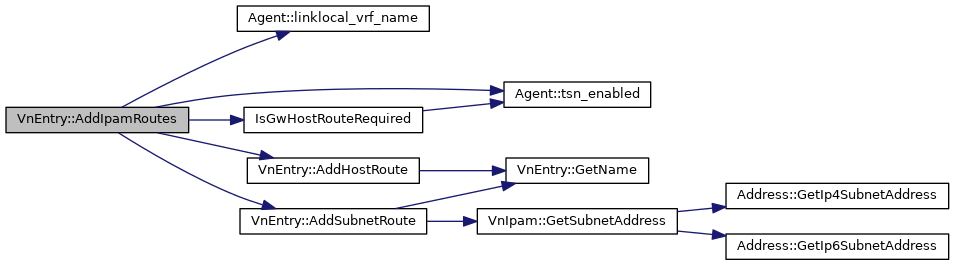 Agent::linklocal_vrf_name
Agent::tsn_enabled
VnEntry::AddIpamRoutes
IsGwHostRouteRequired
VnEntry::AddHostRoute
VnEntry::GetName
Address::GetIp4SubnetAddress
VnEntry::AddSubnetRoute
VnIpam::GetSubnetAddress
Address::GetIp6SubnetAddress